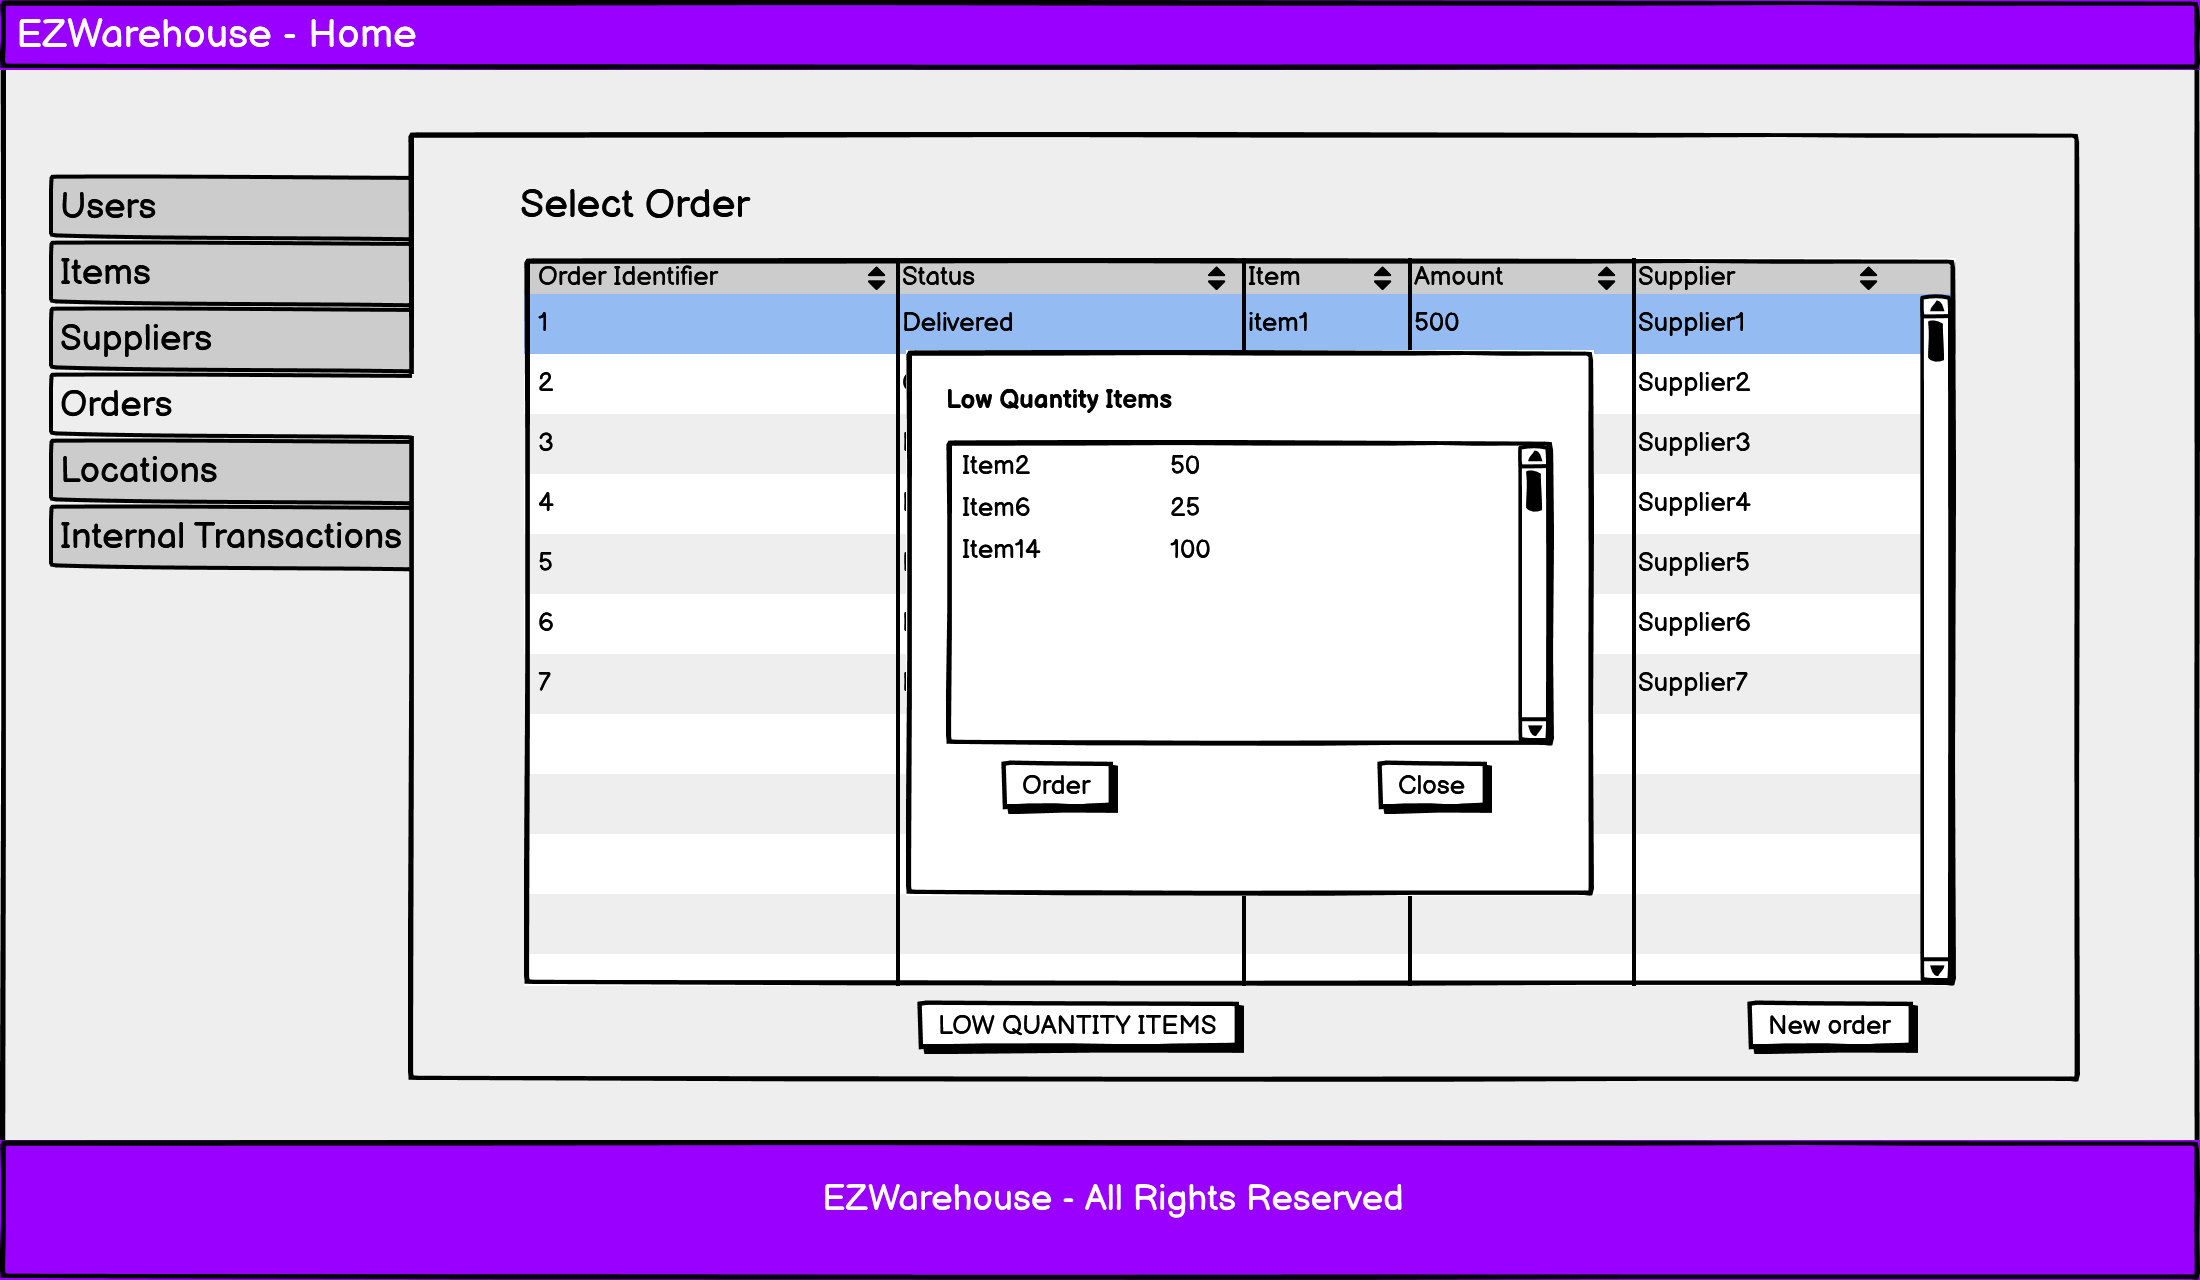 EZWarehouse - Home
Users
Items
Suppliers
Orders
Locations
Internal Transactions
Select Order
Order Identifier Status Item Amount Supplier
1 Delivered item1 500 Supplier1
2 Supplier2
3 Supplier3
4 Supplier4
5 Supplier5
6 Supplier6
7 Supplier7
Low Quantity Items
Item2 50
Item6 25
Item14 100
Order Close
LOW QUANTITY ITEMS New order
EZWarehouse - All Rights Reserved